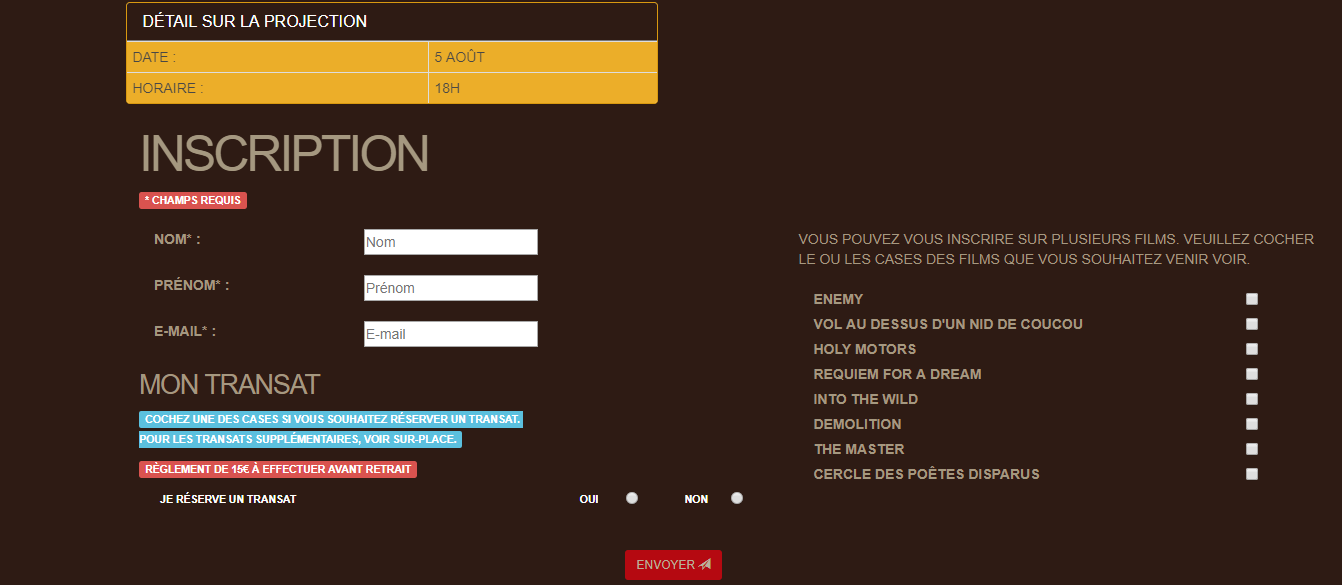 DÉTAIL SUR LA PROJECTION
DATE : 5 AOÛT
HORAIRE : 18H
INSCRIPTION
* CHAMPS REQUIS
NOM* : Nom
PRÉNOM* : Prénom
E-MAIL* : E-mail
MON TRANSAT
COCHEZ UNE DES CASES SI VOUS SOUHAITEZ RÉSERVER UN TRANSAT.
POUR LES TRANSATS SUPPLÉMENTAIRES, VOIR SUR-PLACE.
RÈGLEMENT DE 15€ À EFFECTUER AVANT RETRAIT
JE RÉSERVE UN TRANSAT OUI NON
VOUS POUVEZ VOUS INSCRIRE SUR PLUSIEURS FILMS. VEUILLEZ COCHER
LE OU LES CASES DES FILMS QUE VOUS SOUHAITEZ VENIR VOIR.
ENEMY
VOL AU DESSUS D'UN NID DE COUCOU
HOLY MOTORS
REQUIEM FOR A DREAM
INTO THE WILD
DEMOLITION
THE MASTER
CERCLE DES POÊTES DISPARUS
ENVOYER